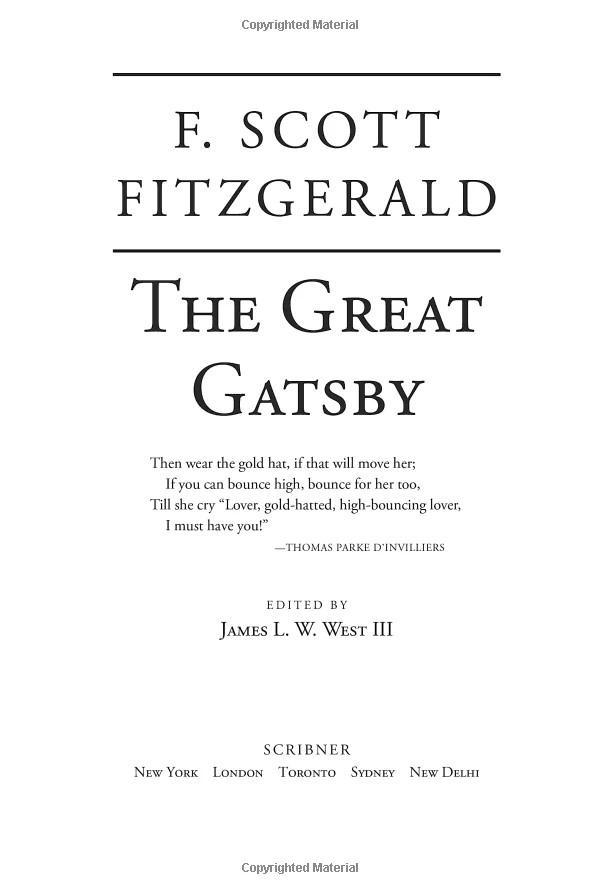 Copyrighted Material
F. SCOTT
FITZGERALD
THE GREAT
GATSBY
Then wear the gold hat, if that will move her;
If you can bounce high, bounce for her too,
Till she cry “Lover, gold-hatted, high-bouncing lover,
I must have you!”
—THOMAS PARKE D’INVILLIERS
EDITED BY
JAMES L. W. WEST III
SCRIBNER
NEW YORK LONDON TORONTO SYDNEY NEW DELHI
Copyrighted Material